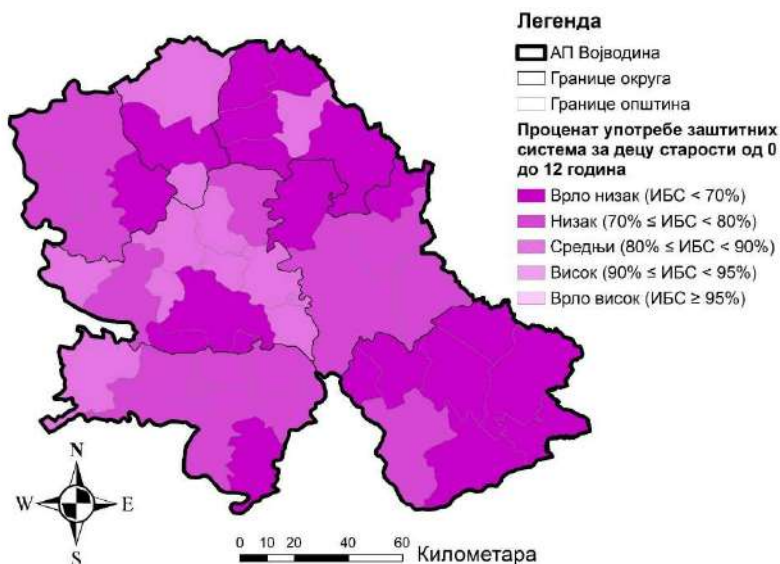 Легенда
АП Војводина
Границе округа
Границе општина
Проценат употребе заштитних
система за децу старости од 0
до 12 година
Врло низак (ИБС < 70%)
Низак (70% ≤ ИБС < 80%)
Средњи (80% ≤ ИБС < 90%)
Висок (90% ≤ ИБС < 95%)
Врло висок (ИБС ≥ 95%)
N
W E
S
0 10 20 40 60
Километара